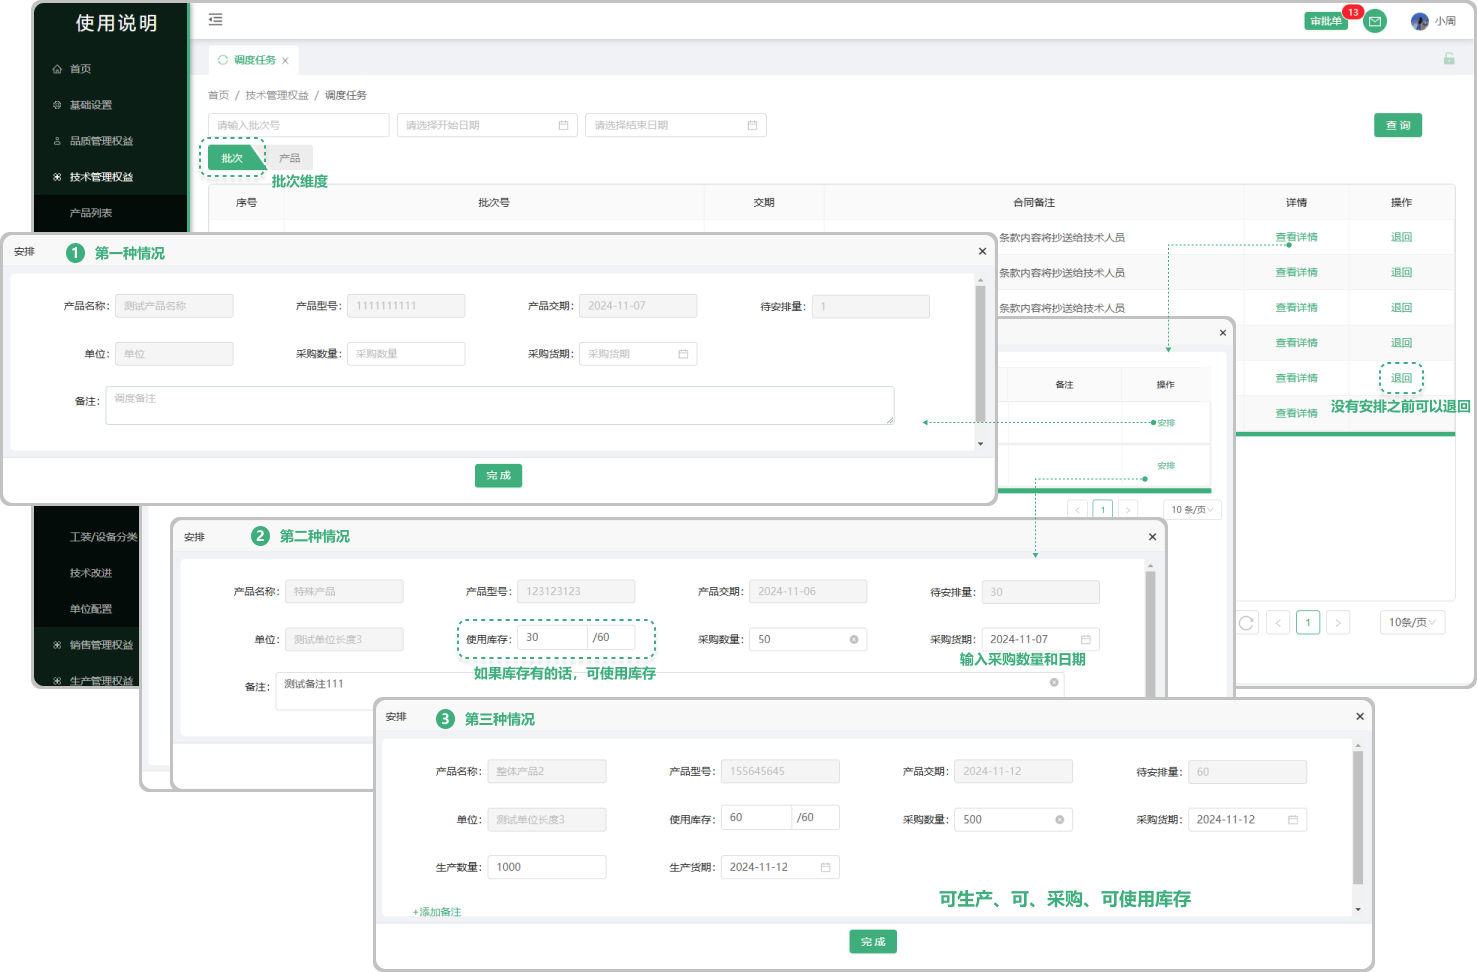 使用说明
审批单
13
小周
首页
基础设置
品质管理权益
技术管理权益
产品列表
调度任务
首页 / 技术管理权益 / 调度任务
请输入批次号 请选择开始日期 请选择结束日期 查 询
批次 产品
批次维度
序号 批次号 交期 合同备注 详情 操作
条款内容将抄送给技术人员 查看详情 退回
条款内容将抄送给技术人员 查看详情 退回
条款内容将抄送给技术人员 查看详情 退回
查看详情 退回
查看详情 退回
查看详情
没有安排之前可以退回
安排 1 第一种情况
产品名称: 测试产品名称 产品型号: 1111111111 产品交期: 2024-11-07 待安排量: 1
单位: 单位 采购数量: 采购数量 采购货期: 采购货期
备注: 调度备注
完 成
备注 操作
安排
安排
1 10 条/页
1 10条/页
工装/设备分类
技术改进
单位配置
销售管理权益
生产管理权益
安排 2 第二种情况
产品名称: 特殊产品 产品型号: 123123123 产品交期: 2024-11-06 待安排量: 30
单位: 测试单位长度3 使用库存: 30 /60 采购数量: 50 采购货期: 2024-11-07
如果库存有的话，可使用库存 输入采购数量和日期
备注: 测试备注111
安排 3 第三种情况
产品名称: 整体产品2 产品型号: 155645645 产品交期: 2024-11-12 待安排量: 60
单位: 测试单位长度3 使用库存: 60 /60 采购数量: 500 采购货期: 2024-11-12
生产数量: 1000 生产货期: 2024-11-12
可生产、可、采购、可使用库存
+添加备注
完 成